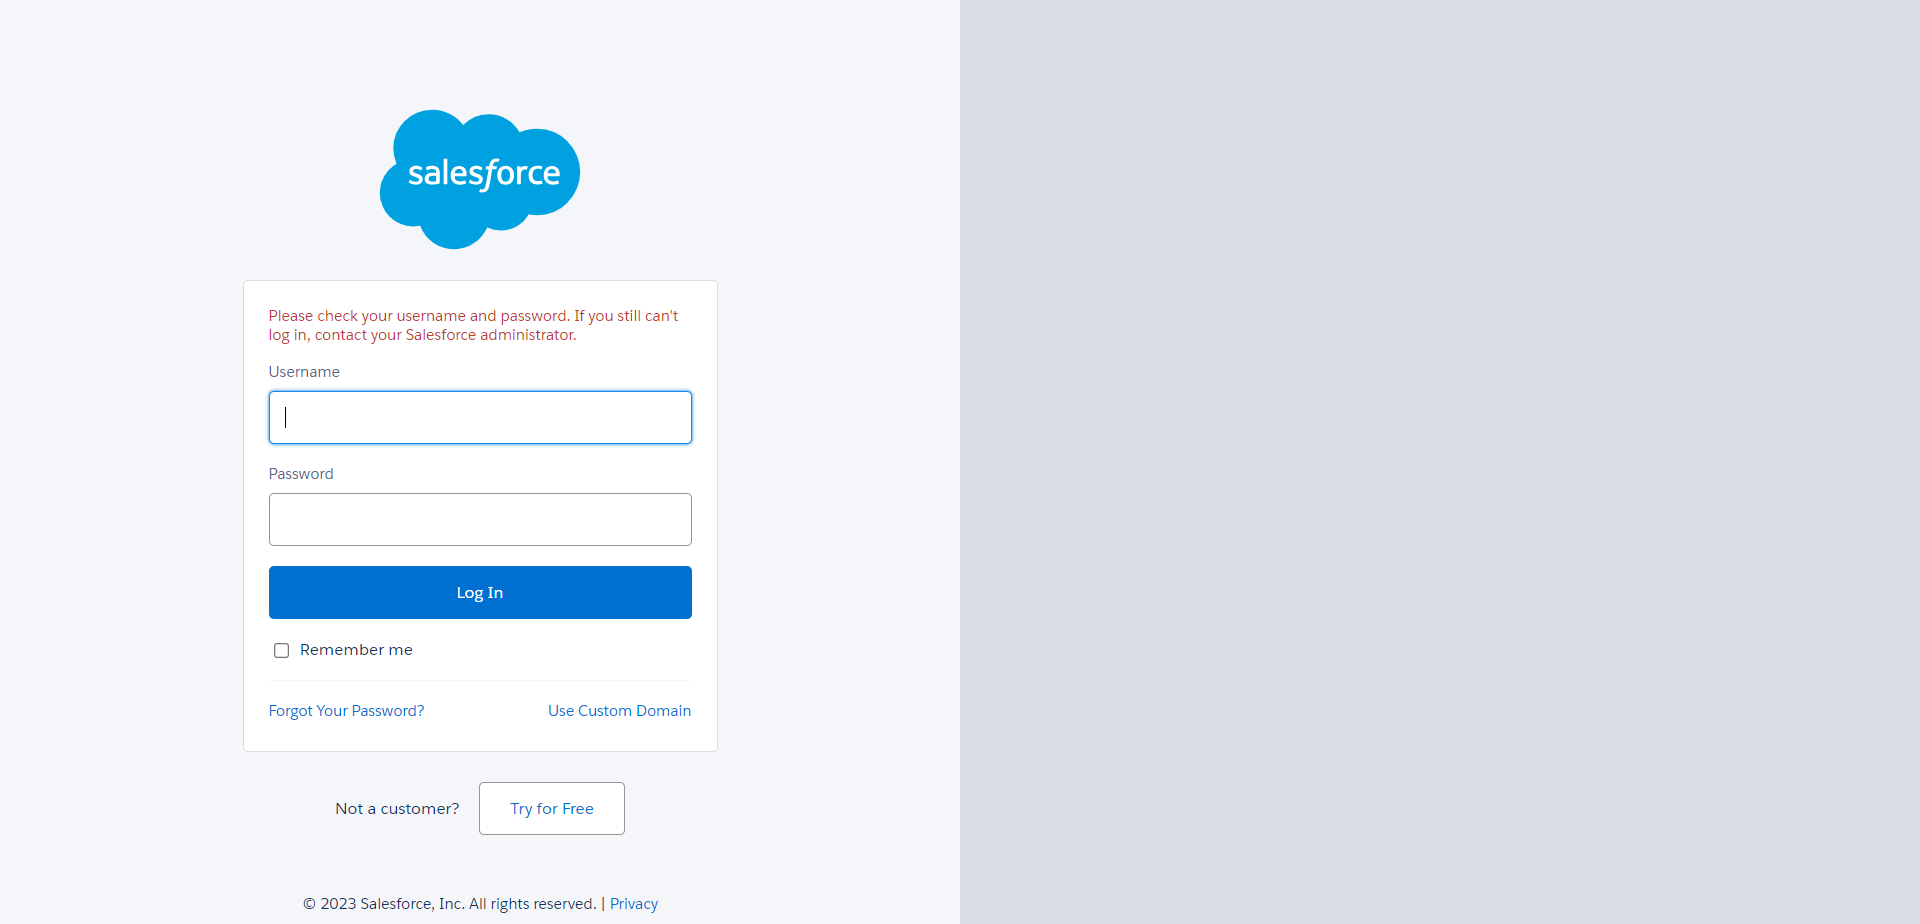 salesforce
Please check your username and password. If you still can't
log in, contact your Salesforce administrator.
Username
Password
Log In
Remember me
Forgot Your Password?
Use Custom Domain
Not a customer?
Try for Free
© 2023 Salesforce, Inc. All rights reserved. | Privacy